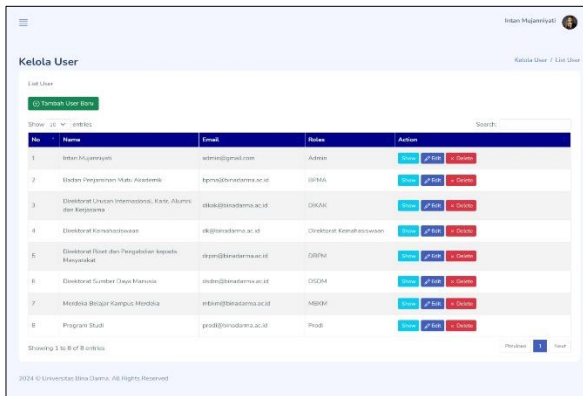 Intan Mujanniyati
Kelola User
Kelola User / List User
List User
Tambah User Baru
Show 10 entries
Search:
No Name Email Roles Action
1 Intan Mujanniyati admin@gmail.com Admin Show Edit × Delete
2 Badan Penjaminan Mutu Akademik bpma@binadarma.ac.id BPMA Show Edit × Delete
3 Direktorat Urusan Internasional, Karir, Alumni dan Kerjasama dikak@binadarma.ac.id DIKAK Show Edit × Delete
4 Direktorat Kemahasiswaan dk@binadarma.ac.id Direktorat Kemahasiswaan Show Edit × Delete
5 Direktorat Riset dan Pengabdian kepada Masyarakat drpm@binadarma.ac.id DRPM Show Edit × Delete
6 Direktorat Sumber Daya Manusia dsdm@binadarma.ac.id DSDM Show Edit × Delete
7 Merdeka Belajar Kampus Merdeka mbkm@binadarma.ac.id MBKM Show Edit × Delete
8 Program Studi prodi@binadarma.ac.id Prodi Show Edit × Delete
Showing 1 to 8 of 8 entries
Previous 1 Next
2024 © Universitas Bina Darma. All Rights Reserved